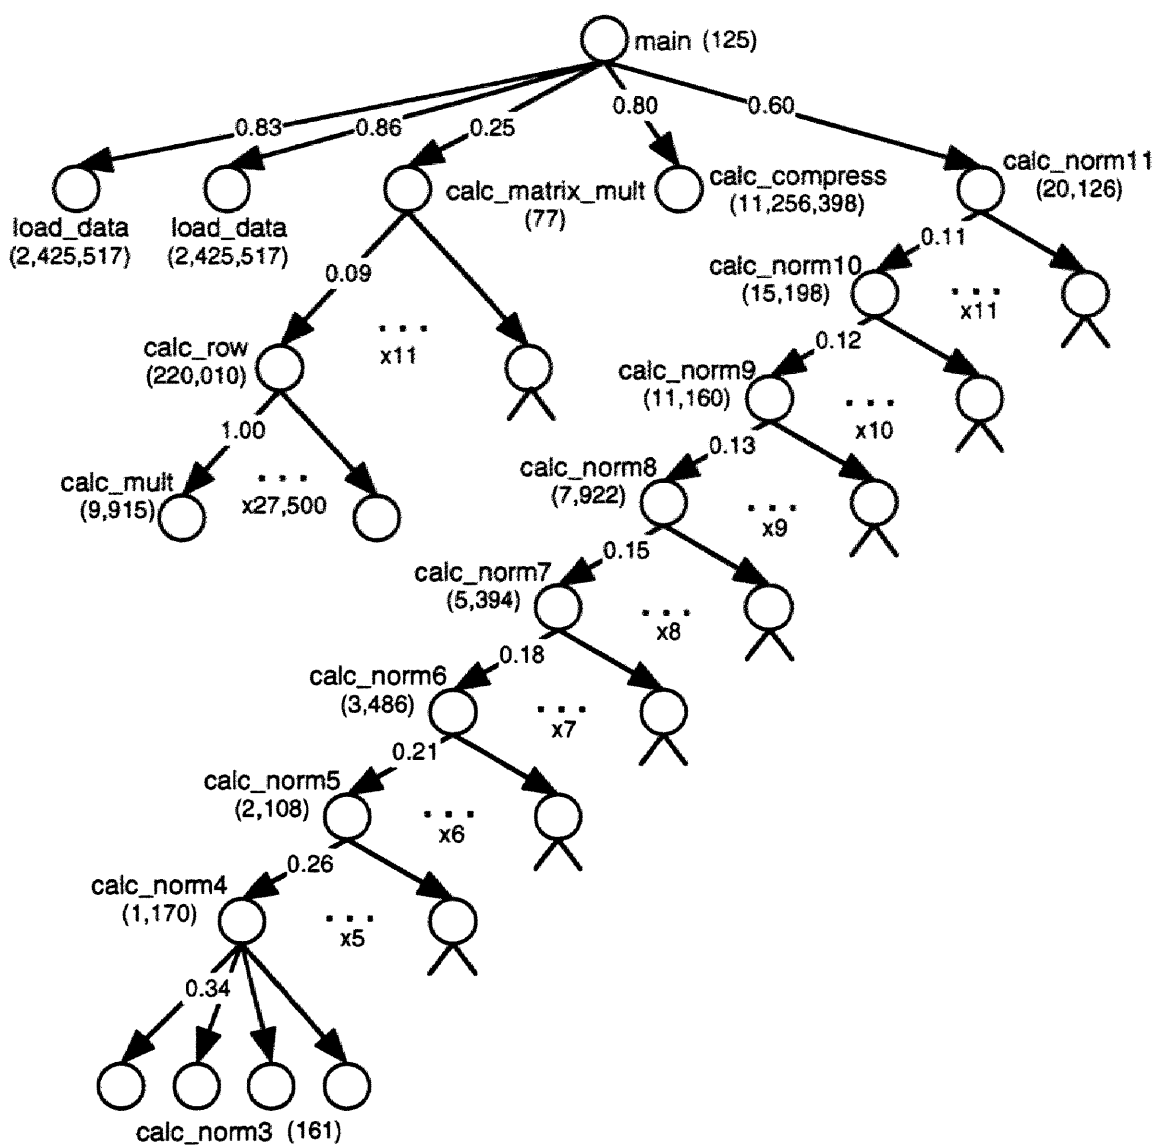 main (125)
0.83
0.86
0.25
0.80
0.60
load_data
(2,425,517)
load_data
(2,425,517)
calc_matrix_mult
(77)
calc_compress
(11,256,398)
calc_norm11
(20,126)
0.09
0.11
calc_norm10
(15,198)
. . .
x11
calc_row
(220,010)
. . .
x11
0.12
calc_norm9
(11,160)
. . .
x10
1.00
calc_mult
(9,915)
. . .
x27,500
0.13
calc_norm8
(7,922)
. . .
x9
0.15
calc_norm7
(5,394)
. . .
x8
0.18
calc_norm6
(3,486)
. . .
x7
0.21
calc_norm5
(2,108)
. . .
x6
0.26
calc_norm4
(1,170)
. . .
x5
0.34
calc_norm3 (161)